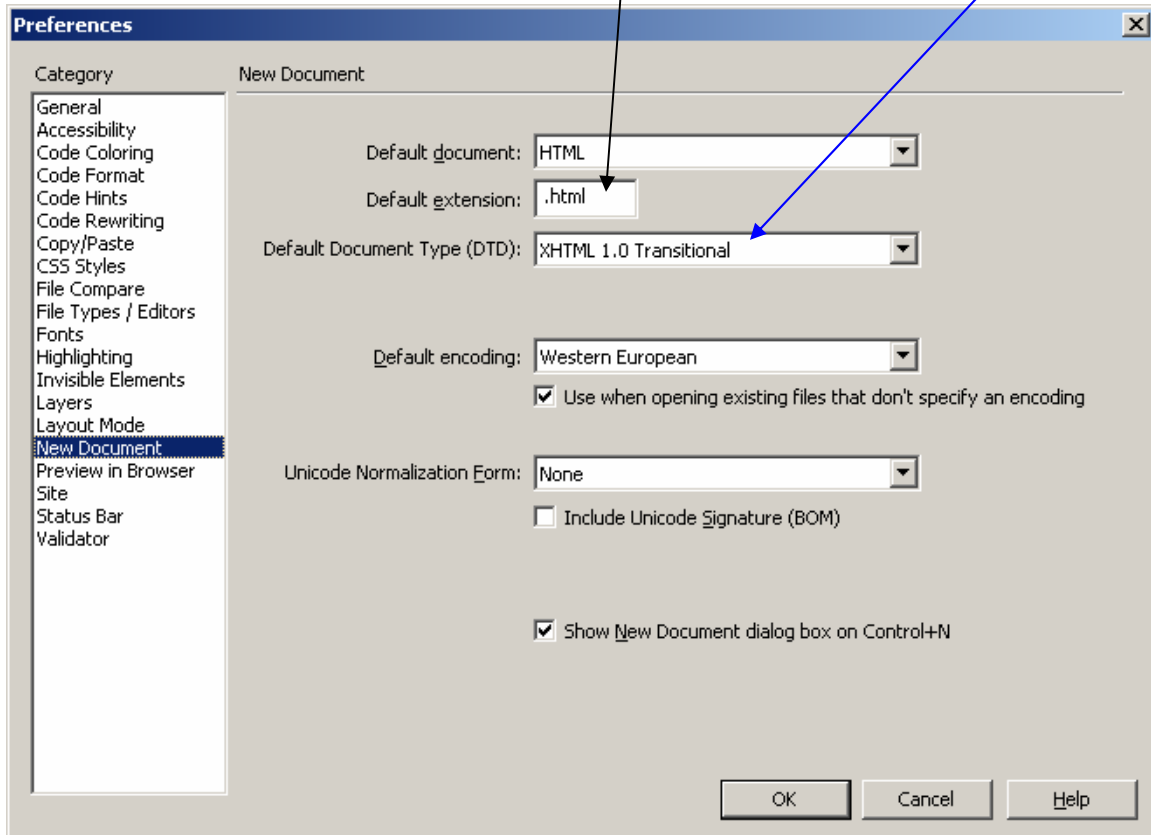 Preferences
Category
New Document
General
Accessibility
Code Coloring
Code Format
Code Hints
Code Rewriting
Copy/Paste
CSS Styles
File Compare
File Types / Editors
Fonts
Highlighting
Invisible Elements
Layers
Layout Mode
New Document
Preview in Browser
Site
Status Bar
Validator
Default document: HTML
Default extension: .html
Default Document Type (DTD): XHTML 1.0 Transitional
Default encoding: Western European
Use when opening existing files that don't specify an encoding
Unicode Normalization Form: None
Include Unicode Signature (BOM)
Show New Document dialog box on Control+N
OK Cancel Help